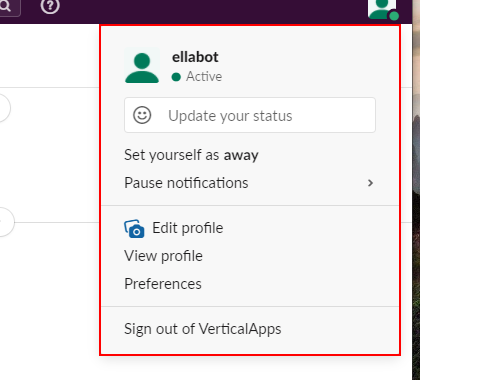 ellabot
Active
Update your status
Set yourself as away
Pause notifications
Edit profile
View profile
Preferences
Sign out of VerticalApps